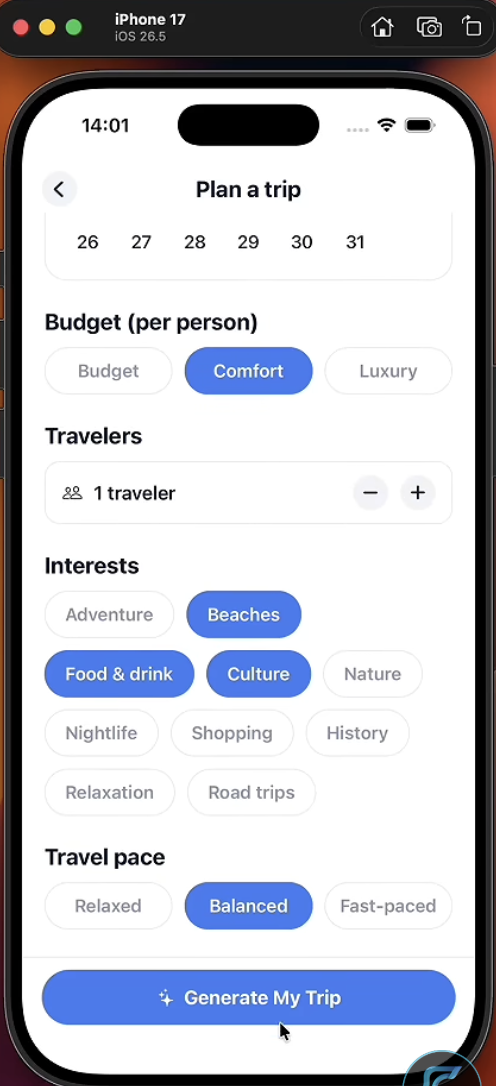 iPhone 17
iOS 26.5
14:01
Plan a trip
26 27 28 29 30 31
Budget (per person)
Budget Comfort Luxury
Travelers
1 traveler − +
Interests
Adventure Beaches
Food & drink Culture Nature
Nightlife Shopping History
Relaxation Road trips
Travel pace
Relaxed Balanced Fast-paced
Generate My Trip